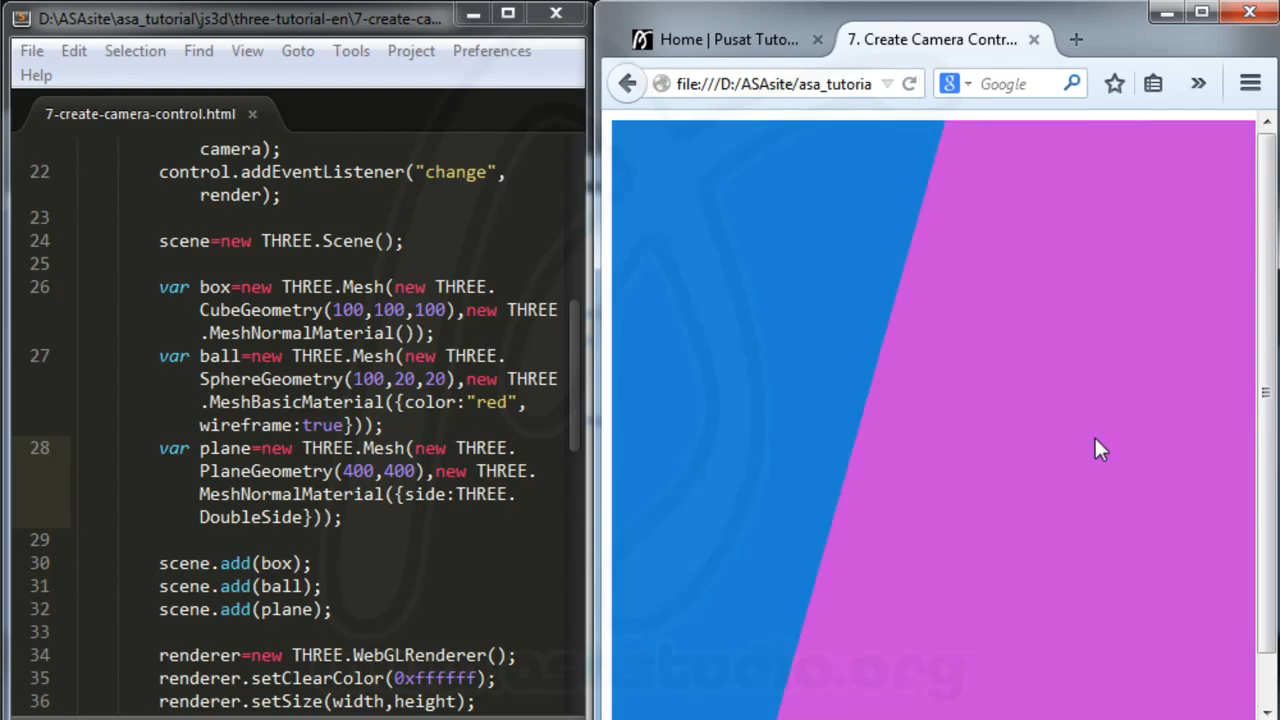 D:\ASAsite\asa_tutorial\js3d\three-tutorial-en\7-create-ca...
File Edit Selection Find View Goto Tools Project Preferences
Help
7-create-camera-control.html
camera);
22 control.addEventListener("change",
render);
23
24 scene=new THREE.Scene();
25
26 var box=new THREE.Mesh(new THREE.
CubeGeometry(100,100,100),new THREE
.MeshNormalMaterial());
27 var ball=new THREE.Mesh(new THREE.
SphereGeometry(100,20,20),new THREE
.MeshBasicMaterial({color:"red",
wireframe:true}));
28 var plane=new THREE.Mesh(new THREE.
PlaneGeometry(400,400),new THREE.
MeshNormalMaterial({side:THREE.
DoubleSide}));
29
30 scene.add(box);
31 scene.add(ball);
32 scene.add(plane);
33
34 renderer=new THREE.WebGLRenderer();
35 renderer.setClearColor(0xffffff);
36 renderer.setSize(width,height);
Home | Pusat Tuto...
7. Create Camera Contr...
file:///D:/ASAsite/asa_tutoria
8 Google